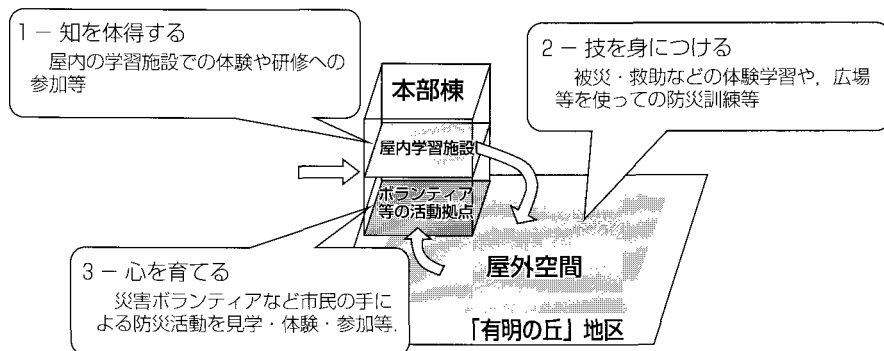 1－知を体得する
屋内の学習施設での体験や研修への
参加等
2－技を身につける
被災・救助などの体験学習や，広場
等を使っての防災訓練等
本部棟
屋内学習施設
ボランティア
等の活動拠点
3－心を育てる
災害ボランティアなど市民の手に
よる防災活動を見学・体験・参加等.
屋外空間
「有明の丘」地区